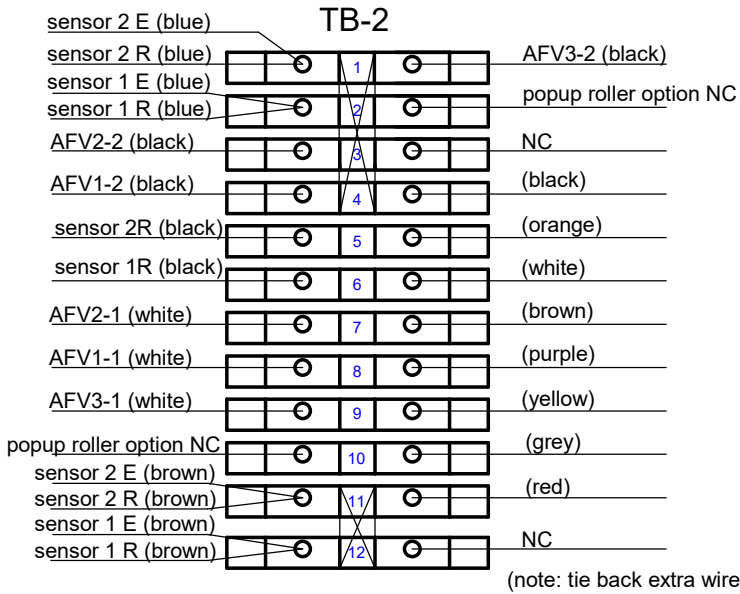 TB-2
sensor 2 E (blue)
sensor 2 R (blue)
1
AFV3-2 (black)
sensor 1 E (blue)
sensor 1 R (blue)
2
popup roller option NC
AFV2-2 (black)
3
NC
AFV1-2 (black)
4
(black)
sensor 2R (black)
5
(orange)
sensor 1R (black)
6
(white)
AFV2-1 (white)
7
(brown)
AFV1-1 (white)
8
(purple)
AFV3-1 (white)
9
(yellow)
popup roller option NC
10
(grey)
sensor 2 E (brown)
sensor 2 R (brown)
11
(red)
sensor 1 E (brown)
sensor 1 R (brown)
12
NC
(note: tie back extra wire